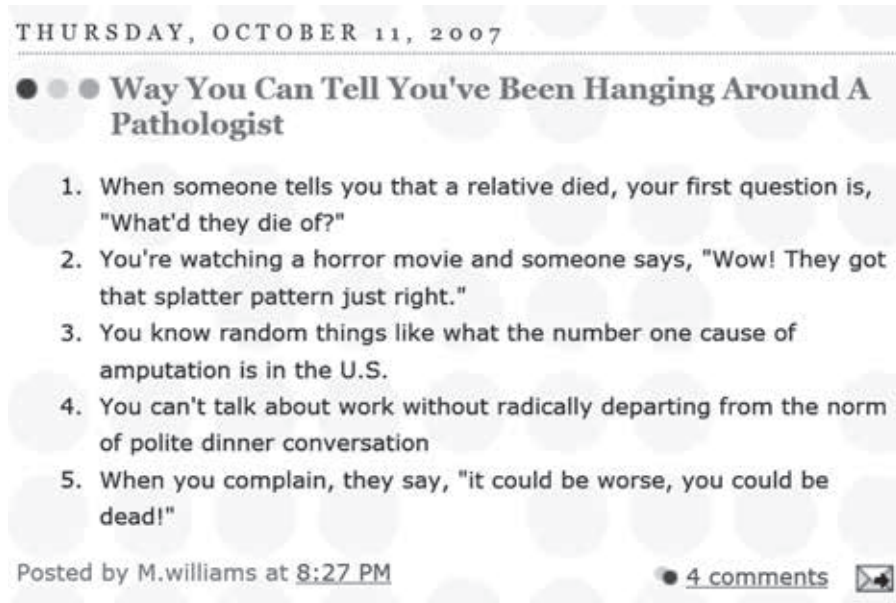 THURSDAY, OCTOBER 11, 2007
Way You Can Tell You've Been Hanging Around A
Pathologist
1. When someone tells you that a relative died, your first question is,
"What'd they die of?"
2. You're watching a horror movie and someone says, "Wow! They got
that splatter pattern just right."
3. You know random things like what the number one cause of
amputation is in the U.S.
4. You can't talk about work without radically departing from the norm
of polite dinner conversation
5. When you complain, they say, "it could be worse, you could be
dead!"
Posted by M.williams at 8:27 PM 4 comments